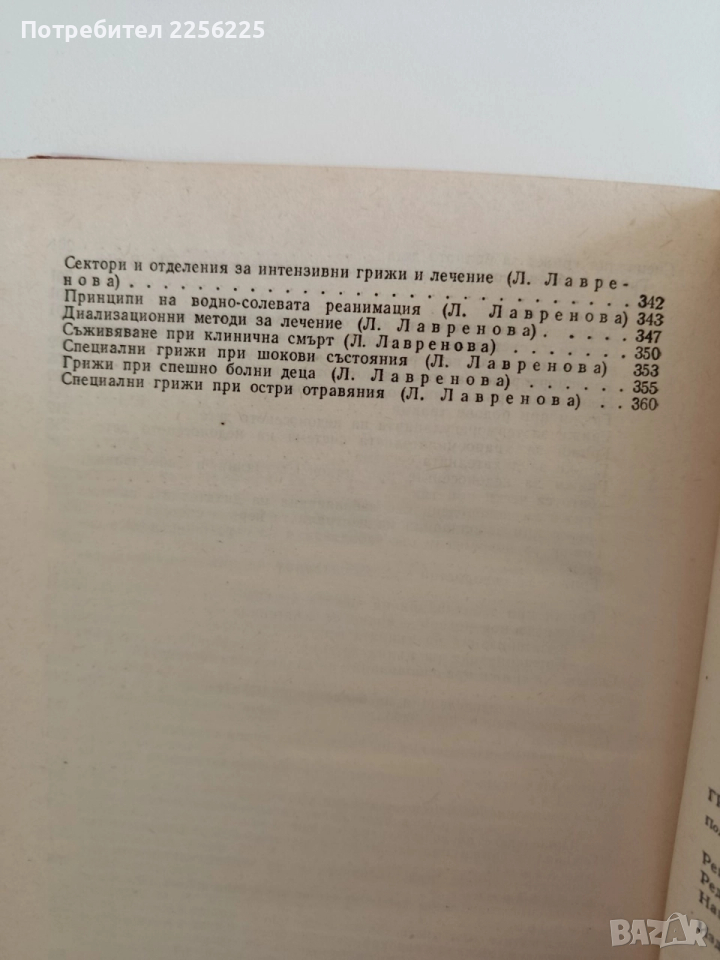 Потребител 2256225
Сектори и отделения за интензивни грижи и лечение (Л. Лавре-
нова) . . . . . . . . . . . . . . . . . . . . . . . . . . . . . . 342
Принципи на водно-солевата реанимация (Л. Лавренова) 343
Диализационни методи за лечение (Л. Лавренова) . . . . . 347
Съживяване при клинична смърт (Л. Лавренова) . . . . . . . 350
Специални грижи при шокови състояния (Л. Лавренова) 353
Грижи при спешно болни деца (Л. Лавренова) . . . . . . 355
Специални грижи при остри отравяния (Л. Лавренова) . . 360
BAZAR